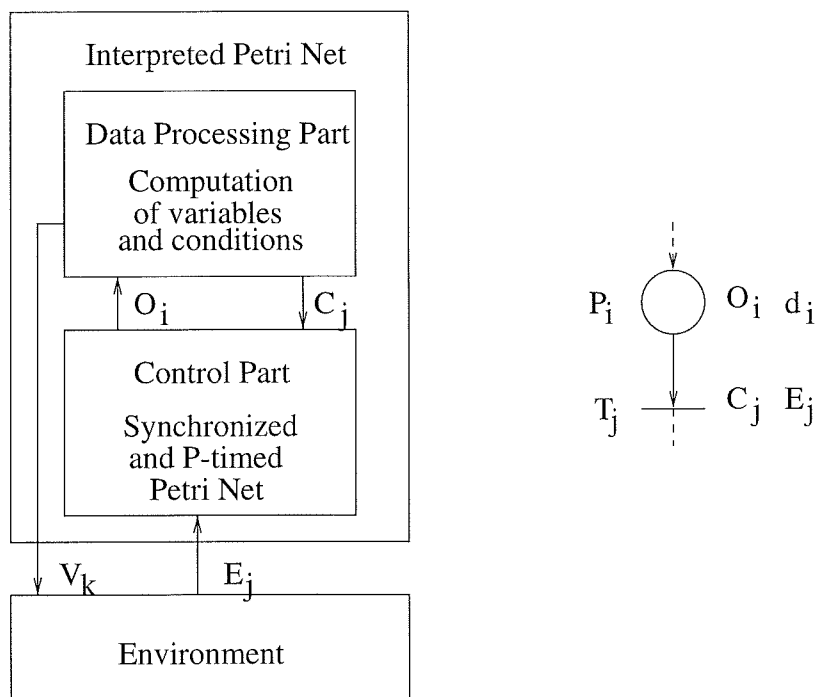 Interpreted Petri Net
Data Processing Part
Computation
of variables
and conditions
O_i
C_j
Control Part
Synchronized
and P-timed
Petri Net
V_k
E_j
Environment
P_i
O_i d_i
T_j
C_j E_j